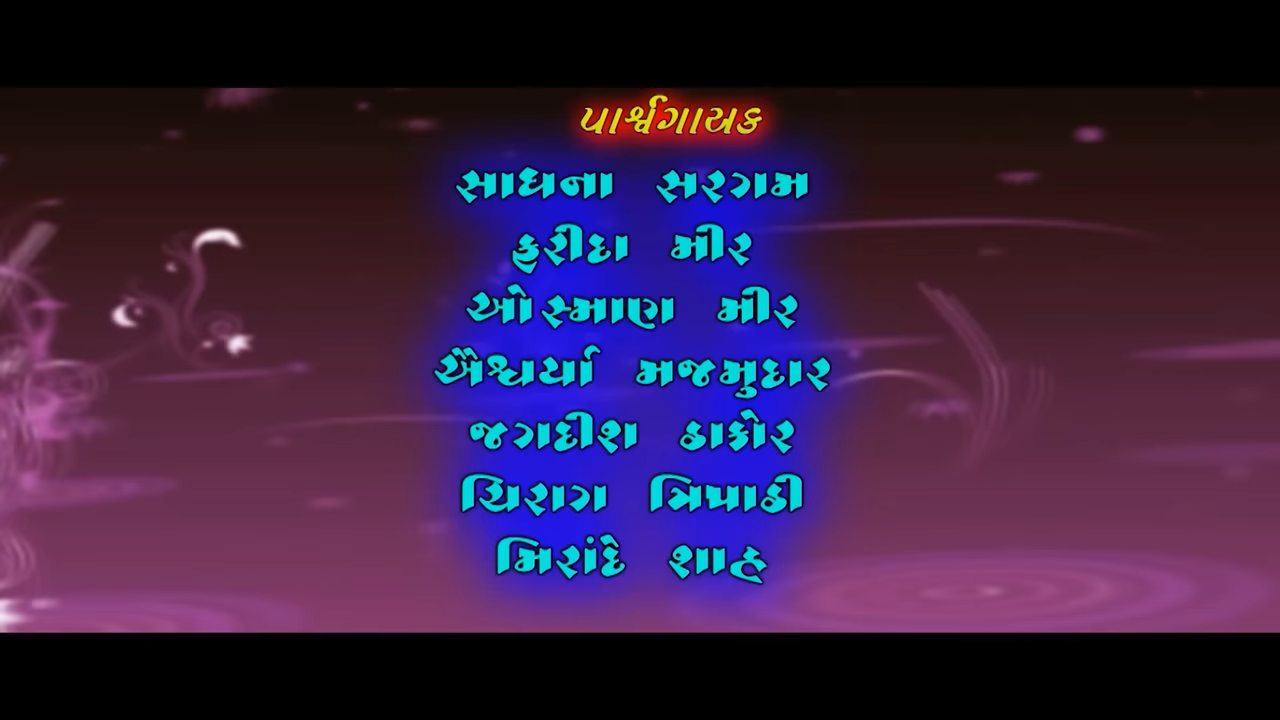 પાર્શ્વગાયક
સાધના સરગમ
ફરીદા મીર
ઓસ્માણ મીર
ઐશ્વર્યા મજમુદાર
જગદીશ ઠાકોર
ચિરાગ ત્રિપાઠી
મિરાંદે શાહ